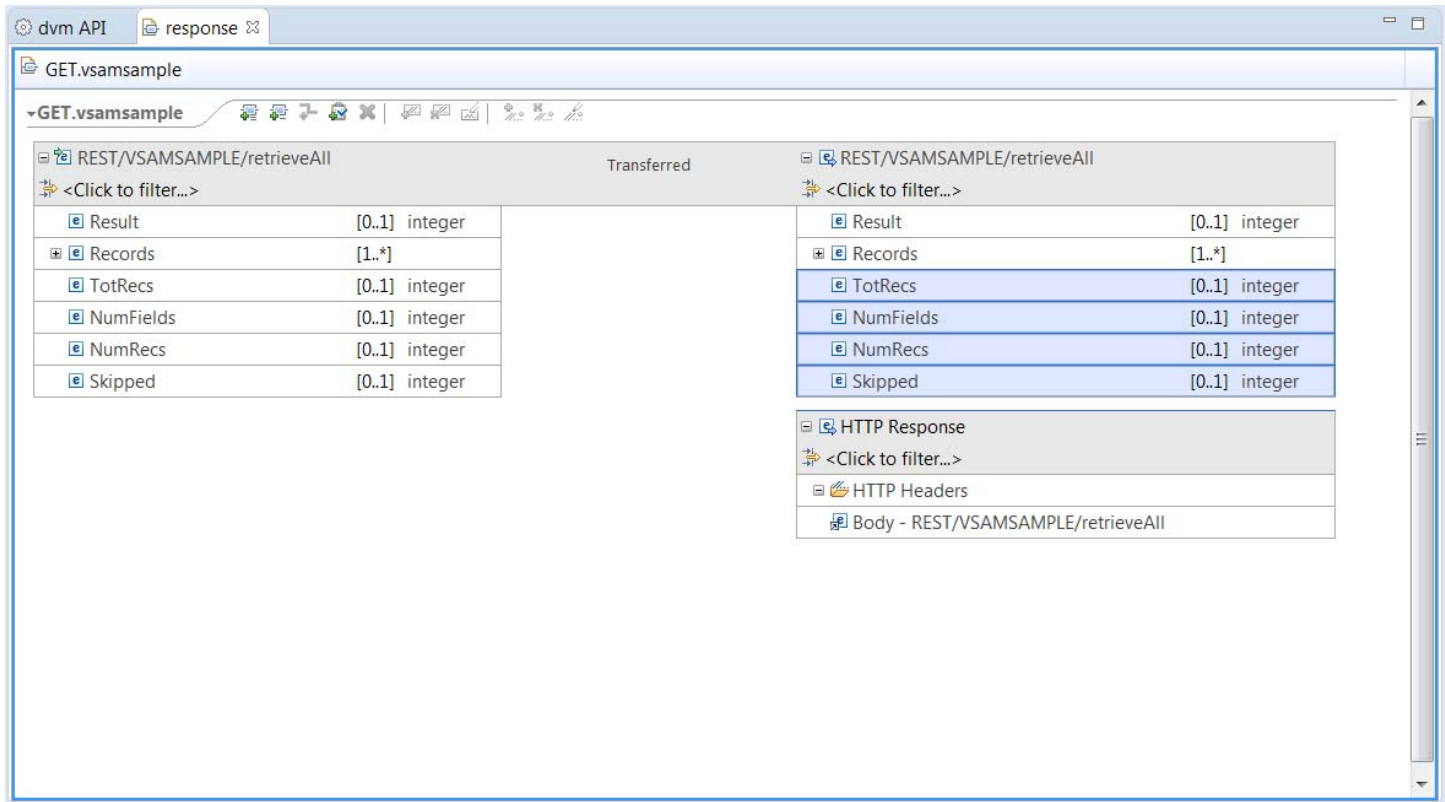 dvm API response
GET.vsamsample
GET.vsamsample
REST/VSAMSAMPLE/retrieveAll Transferred REST/VSAMSAMPLE/retrieveAll
<Click to filter...> <Click to filter...>
Result [0..1] integer Result [0..1] integer
Records [1..*] Records [1..*]
TotRecs [0..1] integer TotRecs [0..1] integer
NumFields [0..1] integer NumFields [0..1] integer
NumRecs [0..1] integer NumRecs [0..1] integer
Skipped [0..1] integer Skipped [0..1] integer
HTTP Response
<Click to filter...>
HTTP Headers
Body - REST/VSAMSAMPLE/retrieveAll